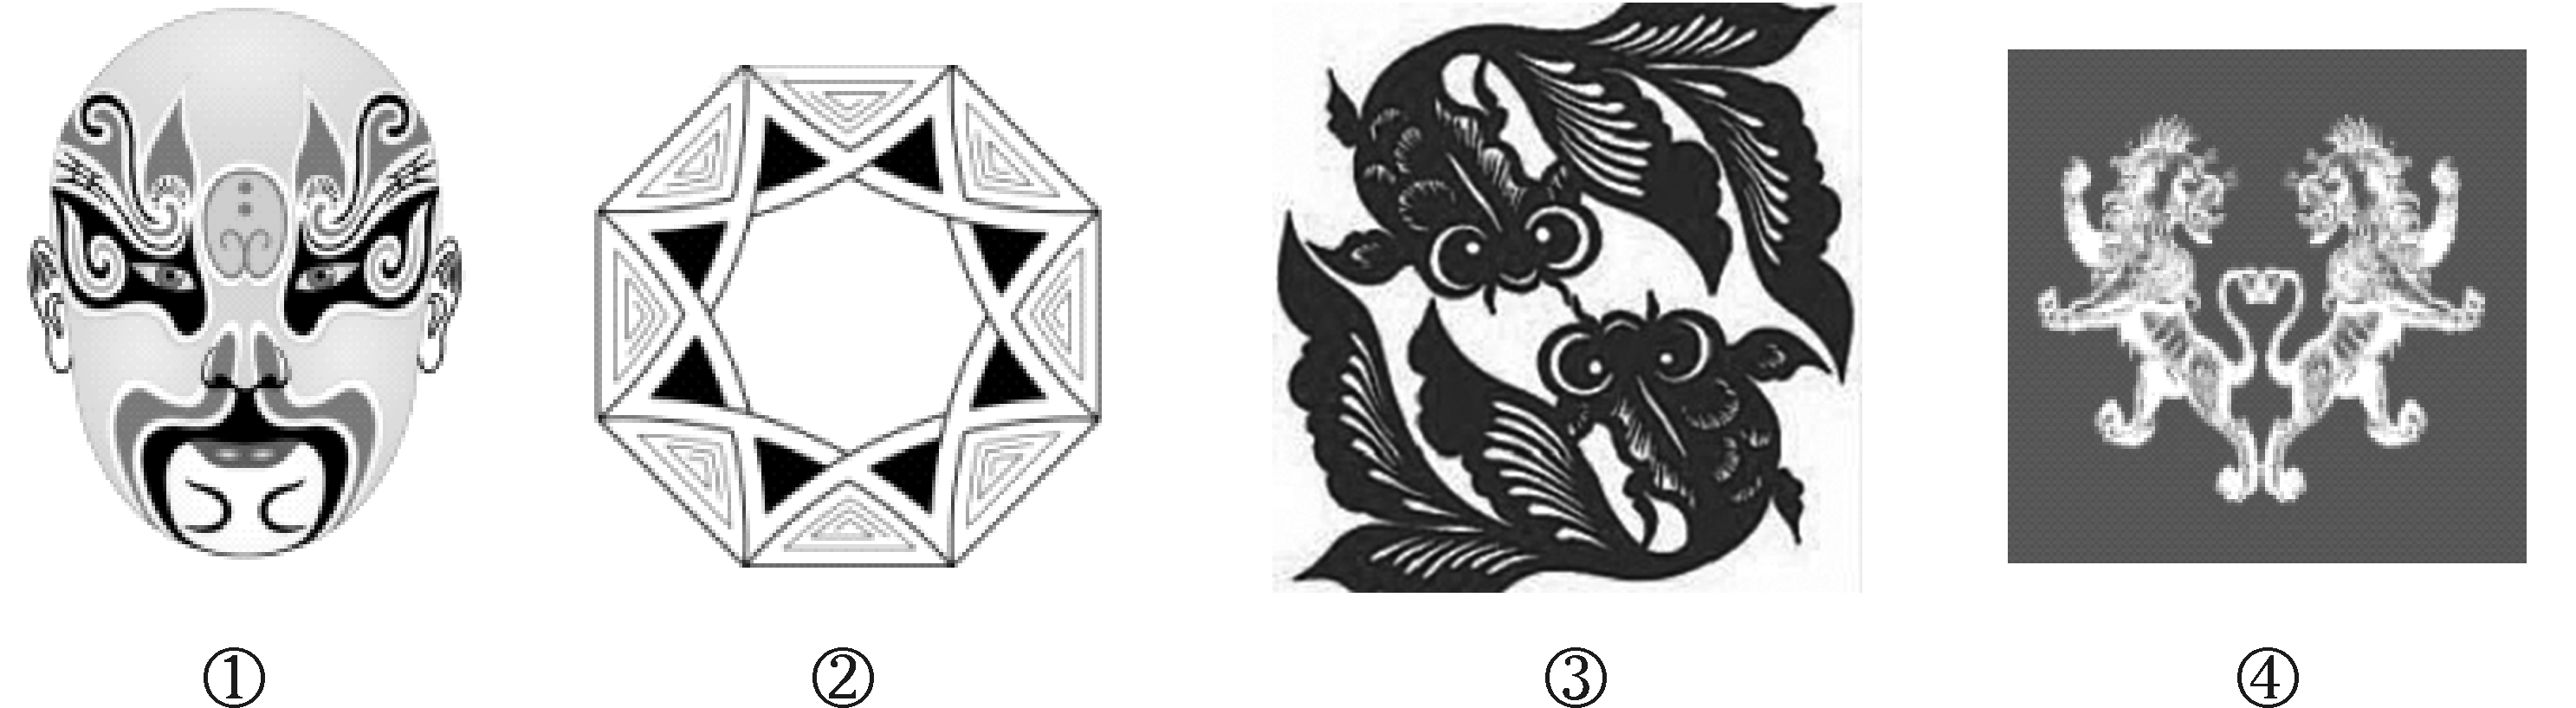 ① ② ③ ④